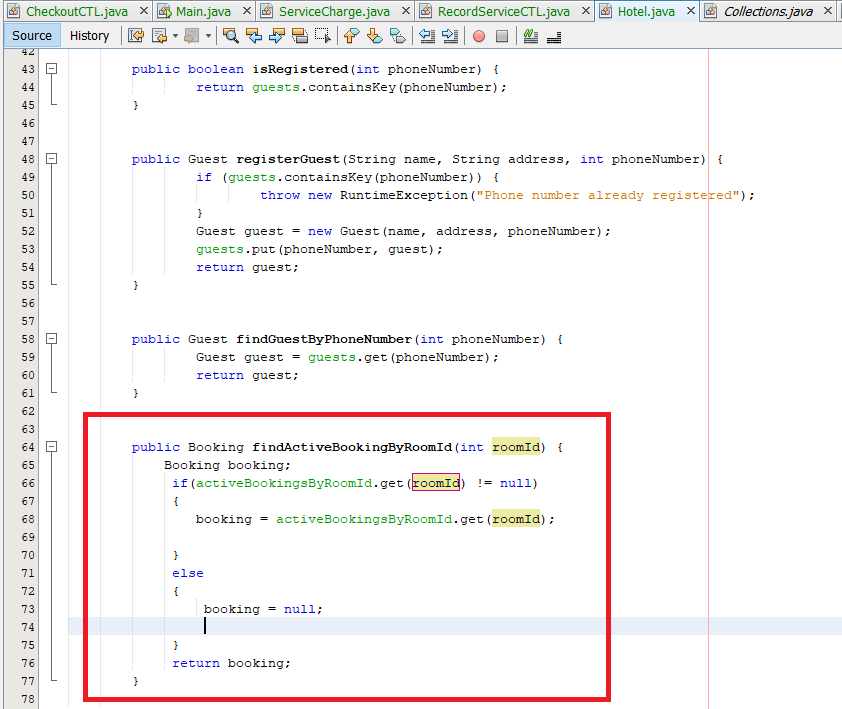 CheckoutCTL.java Main.java ServiceCharge.java RecordServiceCTL.java Hotel.java Collections.java
Source History
42
43 public boolean isRegistered(int phoneNumber) {
44 return guests.containsKey(phoneNumber);
45 }
46
47
48 public Guest registerGuest(String name, String address, int phoneNumber) {
49 if (guests.containsKey(phoneNumber)) {
50 throw new RuntimeException("Phone number already registered");
51 }
52 Guest guest = new Guest(name, address, phoneNumber);
53 guests.put(phoneNumber, guest);
54 return guest;
55 }
56
57
58 public Guest findGuestByPhoneNumber(int phoneNumber) {
59 Guest guest = guests.get(phoneNumber);
60 return guest;
61 }
62
63
64 public Booking findActiveBookingByRoomId(int roomId) {
65 Booking booking;
66 if(activeBookingsByRoomId.get(roomId) != null)
67 {
68 booking = activeBookingsByRoomId.get(roomId);
69
70 }
71 else
72 {
73 booking = null;
74
75 }
76 return booking;
77 }
78